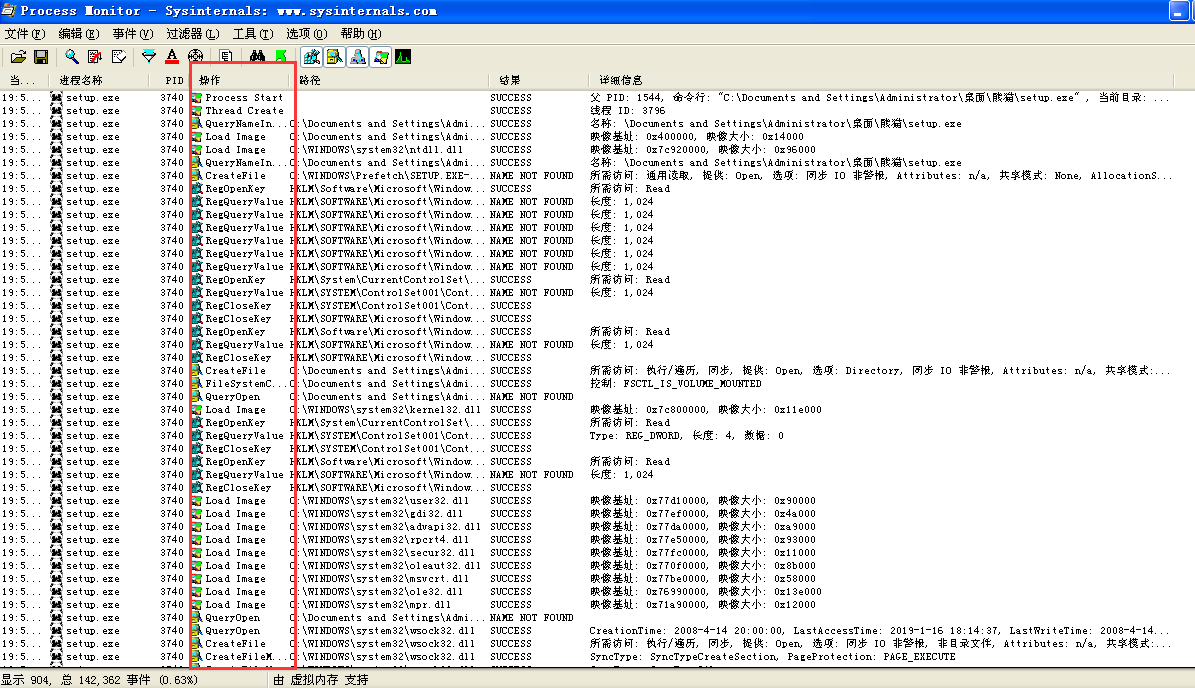 Process Monitor - Sysinternals: www.sysinternals.com
文件(F) 编辑(E) 事件(V) 过滤器(L) 工具(T) 选项(O) 帮助(H)
当... 进程名称 PID 操作 路径 结果 详细信息
19:5... setup.exe 3740 Process Start SUCCESS 父 PID: 1544, 命令行: "C:\Documents and Settings\Administrator\桌面\熊猫\setup.exe" , 当前目录: ...
19:5... setup.exe 3740 Thread Create SUCCESS 线程 ID: 3796
19:5... setup.exe 3740 QueryNameIn... C:\Documents and Settings\Admi... SUCCESS 名称: \Documents and Settings\Administrator\桌面\熊猫\setup.exe
19:5... setup.exe 3740 Load Image C:\Documents and Settings\Admi... SUCCESS 映像基址: 0x400000, 映像大小: 0x14000
19:5... setup.exe 3740 Load Image C:\WINDOWS\system32\ntdll.dll SUCCESS 映像基址: 0x7c920000, 映像大小: 0x96000
19:5... setup.exe 3740 QueryNameIn... C:\Documents and Settings\Admi... SUCCESS 名称: \Documents and Settings\Administrator\桌面\熊猫\setup.exe
19:5... setup.exe 3740 CreateFile C:\WINDOWS\Prefetch\SETUP.EXE-... NAME NOT FOUND 所需访问: 通用读取, 提供: Open, 选项: 同步 IO 非警报, Attributes: n/a, 共享模式: None, AllocationS...
19:5... setup.exe 3740 RegOpenKey HKLM\Software\Microsoft\Window... SUCCESS 所需访问: Read
19:5... setup.exe 3740 RegQueryValue HKLM\SOFTWARE\Microsoft\Window... NAME NOT FOUND 长度: 1,024
19:5... setup.exe 3740 RegQueryValue HKLM\SOFTWARE\Microsoft\Window... NAME NOT FOUND 长度: 1,024
19:5... setup.exe 3740 RegQueryValue HKLM\SOFTWARE\Microsoft\Window... NAME NOT FOUND 长度: 1,024
19:5... setup.exe 3740 RegQueryValue HKLM\SOFTWARE\Microsoft\Window... NAME NOT FOUND 长度: 1,024
19:5... setup.exe 3740 RegQueryValue HKLM\SOFTWARE\Microsoft\Window... NAME NOT FOUND 长度: 1,024
19:5... setup.exe 3740 RegQueryValue HKLM\SOFTWARE\Microsoft\Window... NAME NOT FOUND 长度: 1,024
19:5... setup.exe 3740 RegOpenKey HKLM\System\CurrentControlSet\... SUCCESS 所需访问: Read
19:5... setup.exe 3740 RegQueryValue HKLM\SYSTEM\ControlSet001\Cont... NAME NOT FOUND 长度: 1,024
19:5... setup.exe 3740 RegCloseKey HKLM\SYSTEM\ControlSet001\Cont... SUCCESS
19:5... setup.exe 3740 RegCloseKey HKLM\SOFTWARE\Microsoft\Window... SUCCESS
19:5... setup.exe 3740 RegOpenKey HKLM\Software\Microsoft\Window... SUCCESS 所需访问: Read
19:5... setup.exe 3740 RegQueryValue HKLM\SOFTWARE\Microsoft\Window... NAME NOT FOUND 长度: 1,024
19:5... setup.exe 3740 RegCloseKey HKLM\SOFTWARE\Microsoft\Window... SUCCESS
19:5... setup.exe 3740 CreateFile C:\Documents and Settings\Admi... SUCCESS 所需访问: 执行/遍历, 同步, 提供: Open, 选项: Directory, 同步 IO 非警报, Attributes: n/a, 共享模式:...
19:5... setup.exe 3740 FileSystemC... C:\Documents and Settings\Admi... SUCCESS 控制: FSCTL_IS_VOLUME_MOUNTED
19:5... setup.exe 3740 QueryOpen C:\Documents and Settings\Admi... NAME NOT FOUND
19:5... setup.exe 3740 Load Image C:\WINDOWS\system32\kernel32.dll SUCCESS 映像基址: 0x7c800000, 映像大小: 0x11e000
19:5... setup.exe 3740 RegOpenKey HKLM\System\CurrentControlSet\... SUCCESS 所需访问: Read
19:5... setup.exe 3740 RegQueryValue HKLM\SYSTEM\ControlSet001\Cont... SUCCESS Type: REG_DWORD, 长度: 4, 数据: 0
19:5... setup.exe 3740 RegCloseKey HKLM\SYSTEM\ControlSet001\Cont... SUCCESS
19:5... setup.exe 3740 RegOpenKey HKLM\Software\Microsoft\Window... SUCCESS 所需访问: Read
19:5... setup.exe 3740 RegQueryValue HKLM\SOFTWARE\Microsoft\Window... NAME NOT FOUND 长度: 1,024
19:5... setup.exe 3740 RegCloseKey HKLM\SOFTWARE\Microsoft\Window... SUCCESS
19:5... setup.exe 3740 Load Image C:\WINDOWS\system32\user32.dll SUCCESS 映像基址: 0x77d10000, 映像大小: 0x90000
19:5... setup.exe 3740 Load Image C:\WINDOWS\system32\gdi32.dll SUCCESS 映像基址: 0x77ef0000, 映像大小: 0x4a000
19:5... setup.exe 3740 Load Image C:\WINDOWS\system32\advapi32.dll SUCCESS 映像基址: 0x77da0000, 映像大小: 0xa9000
19:5... setup.exe 3740 Load Image C:\WINDOWS\system32\rpcrt4.dll SUCCESS 映像基址: 0x77e50000, 映像大小: 0x93000
19:5... setup.exe 3740 Load Image C:\WINDOWS\system32\secur32.dll SUCCESS 映像基址: 0x77fc0000, 映像大小: 0x11000
19:5... setup.exe 3740 Load Image C:\WINDOWS\system32\oleaut32.dll SUCCESS 映像基址: 0x770f0000, 映像大小: 0x8b000
19:5... setup.exe 3740 Load Image C:\WINDOWS\system32\msvcrt.dll SUCCESS 映像基址: 0x77be0000, 映像大小: 0x58000
19:5... setup.exe 3740 Load Image C:\WINDOWS\system32\ole32.dll SUCCESS 映像基址: 0x76990000, 映像大小: 0x13e000
19:5... setup.exe 3740 Load Image C:\WINDOWS\system32\mpr.dll SUCCESS 映像基址: 0x71a90000, 映像大小: 0x12000
19:5... setup.exe 3740 QueryOpen C:\Documents and Settings\Admi... NAME NOT FOUND
19:5... setup.exe 3740 QueryOpen C:\WINDOWS\system32\wsock32.dll SUCCESS CreationTime: 2008-4-14 20:00:00, LastAccessTime: 2019-1-16 18:14:37, LastWriteTime: 2008-4-14...
19:5... setup.exe 3740 CreateFile C:\WINDOWS\system32\wsock32.dll SUCCESS 所需访问: 执行/遍历, 同步, 提供: Open, 选项: 同步 IO 非警报, 非目录文件, Attributes: n/a, 共享模式:...
19:5... setup.exe 3740 CreateFileM... C:\WINDOWS\system32\wsock32.dll SUCCESS SyncType: SyncTypeCreateSection, PageProtection: PAGE_EXECUTE
显示 904, 总 142,362 事件 (0.63%) 由 虚拟内存 支持